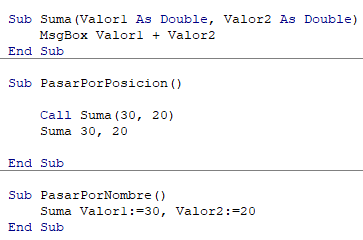 Sub Suma(Valor1 As Double, Valor2 As Double)
MsgBox Valor1 + Valor2
End Sub
Sub PasarPorPosicion()
Call Suma(30, 20)
Suma 30, 20
End Sub
Sub PasarPorNombre()
Suma Valor1:=30, Valor2:=20
End Sub